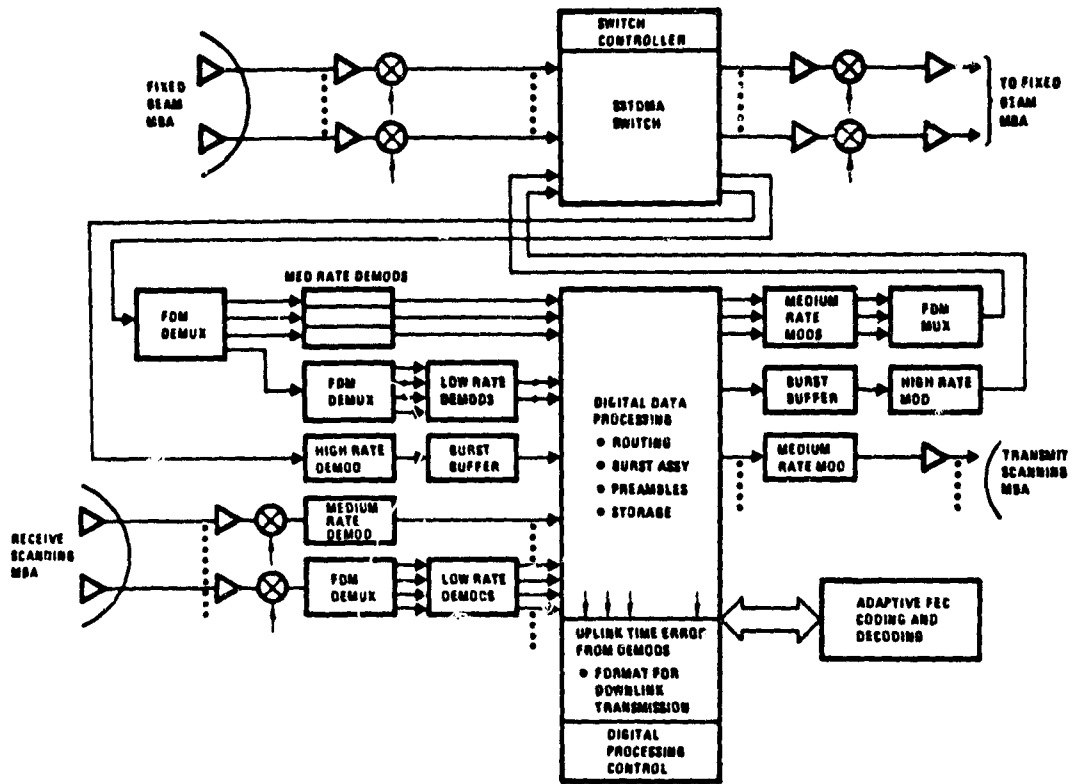 SWITCH
CONTROLLER
FIXED
BEAM
MBA
SSTDMA
SWITCH
TO FIXED
BEAM
MBA
MED RATE DEMODS
FDM
DEMUX
FDM
DEMUX
LOW RATE
DEMODS
HIGH RATE
DEMOD
BURST
BUFFER
MEDIUM
RATE
DEMOD
FDM
DEMUX
LOW RATE
DEMODS
RECEIVE
SCANNING
MBA
DIGITAL DATA
PROCESSING
● ROUTING
● BURST ASSY
● PREAMBLES
● STORAGE
UPLINK TIME ERROR
FROM DEMODS
● FORMAT FOR
DOWNLINK
TRANSMISSION
DIGITAL
PROCESSING
CONTROL
MEDIUM
RATE
MODS
FDM
MUX
BURST
BUFFER
HIGH RATE
MOD
MEDIUM
RATE MOD
TRANSMIT
SCANNING
MBA
ADAPTIVE FEC
CODING AND
DECODING